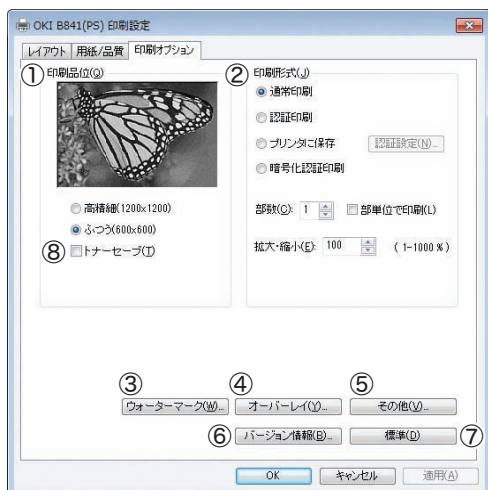 OKI B841(PS) 印刷設定
レイアウト 用紙/品質 印刷オプション
① 印刷品位(Q)
高精細(1200x1200)
ふつう(600x600)
⑧ トナーセーブ(T)
② 印刷形式(J)
通常印刷
認証印刷
プリンタに保存 認証設定(N)...
暗号化認証印刷
部数(C): 1 部単位で印刷(L)
拡大・縮小(E): 100 (1-1000 %)
③ ④ ⑤
ウォーターマーク(W)... オーバーレイ(Y)... その他(V)...
⑥ バージョン情報(B)... 標準(D) ⑦
OK キャンセル 適用(A)